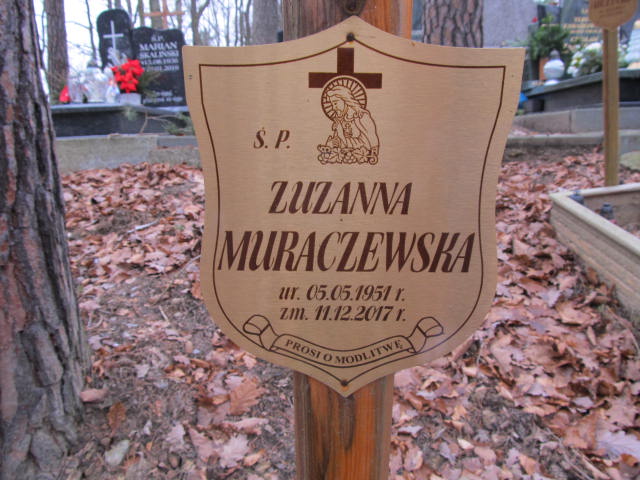 Ś.P.
MARIAN
SKALIŃSKI
Ś. P.
ZUZANNA
MURACZEWSKA
ur. 05.05.1951 r.
zm. 11.12.2017 r.
PROSI O MODLITWĘ